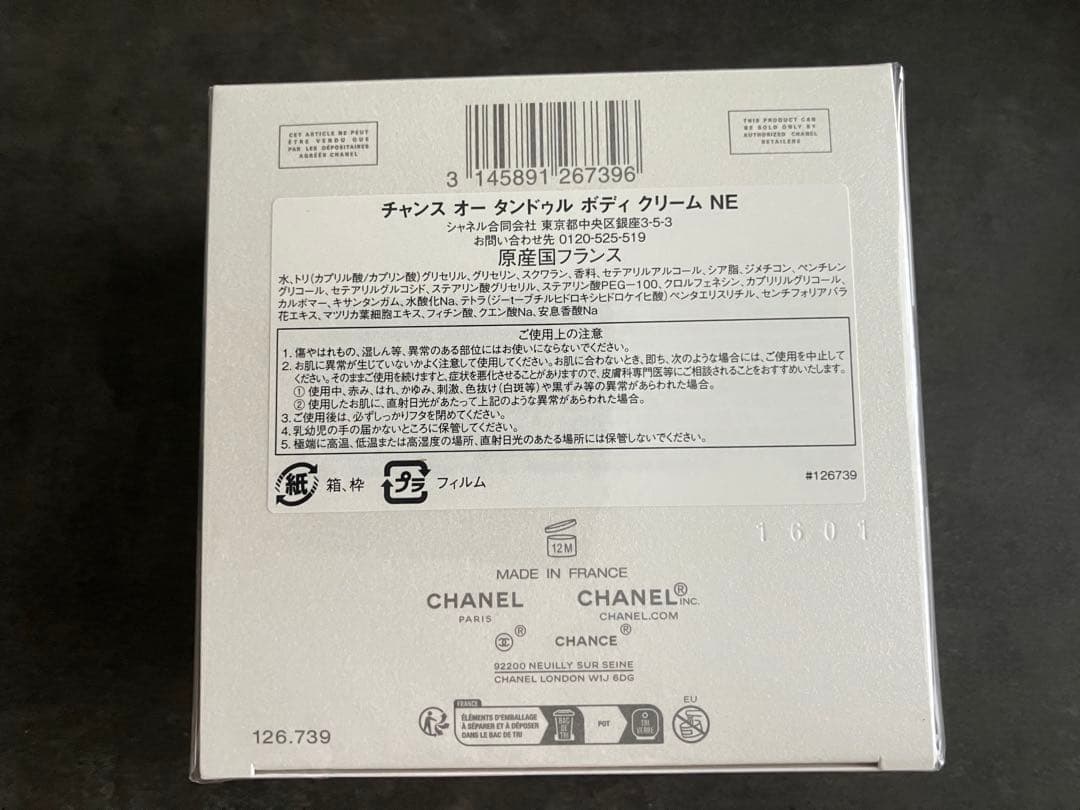 CET ARTICLE NE PEUT
ÊTRE VENDU QUE
PAR LES DÉPOSITAIRES
AGRÉÉS CHANEL
THIS PRODUCT CAN
BE SOLD ONLY BY
AUTHORIZED CHANEL
RETAILERS
3 145891 267396
チャンス オー タンドゥル ボディ クリーム NE
シャネル合同会社 東京都中央区銀座3-5-3
お問い合わせ先 0120-525-519
原産国フランス
水、トリ(カプリル酸/カプリン酸)グリセリル、グリセリン、スクワラン、香料、セテアリルアルコール、シア脂、ジメチコン、ペンチレン
グリコール、セテアリルグルコシド、ステアリン酸グリセリル、ステアリン酸PEG-100、クロルフェネシン、カプリリルグリコール、
カルボマー、キサンタンガム、水酸化Na、テトラ(ジ-t-ブチルヒドロキシヒドロケイヒ酸)ペンタエリスリチル、センチフォリアバラ
花エキス、マツリカ葉細胞エキス、フィチン酸、クエン酸Na、安息香酸Na
ご使用上の注意
1. 傷やはれもの、湿しん等、異常のある部位にはお使いにならないでください。
2. お肌に異常が生じていないかよく注意して使用してください。お肌に合わないとき、即ち、次のような場合には、ご使用を中止して
ください。そのままご使用を続けますと、症状を悪化させることがありますので、皮膚科専門医等にご相談されることをおすすめいたします。
① 使用中、赤み、はれ、かゆみ、刺激、色抜け(白斑等)や黒ずみ等の異常があらわれた場合。
② 使用したお肌に、直射日光があたって上記のような異常があらわれた場合。
3. ご使用後は、必ずしっかりフタを閉めてください。
4. 乳幼児の手の届かないところに保管してください。
5. 極端に高温、低温または高湿度の場所、直射日光のあたる場所には保管しないでください。
紙 箱、枠 プラ フィルム
#126739
1601
12M
MADE IN FRANCE
CHANEL
PARIS
CHANEL® INC.
CHANEL.COM
® CHANCE®
92200 NEUILLY SUR SEINE
CHANEL LONDON W1J 6DG
FRANCE
ÉLÉMENTS D'EMBALLAGE
À SÉPARER ET À DÉPOSER
DANS LE BAC DE TRI
BAC
DE
TRI
POT
TRI
VERRE
EU
126.739